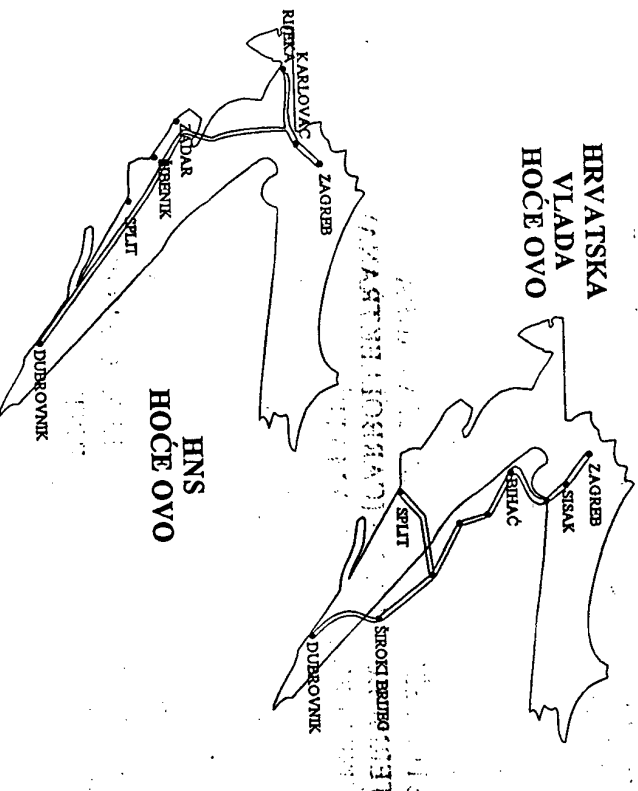 HRVATSKA
VLADA
HOĆE OVO
ZAGREB
SISAK
BIHAĆ
SPLIT
ŠIROKI BRIJEG
DUBROVNIK
HNS
HOĆE OVO
ZAGREB
KARLOVAC
RIJEKA
ZADAR
ŠIBENIK
SPLIT
DUBROVNIK